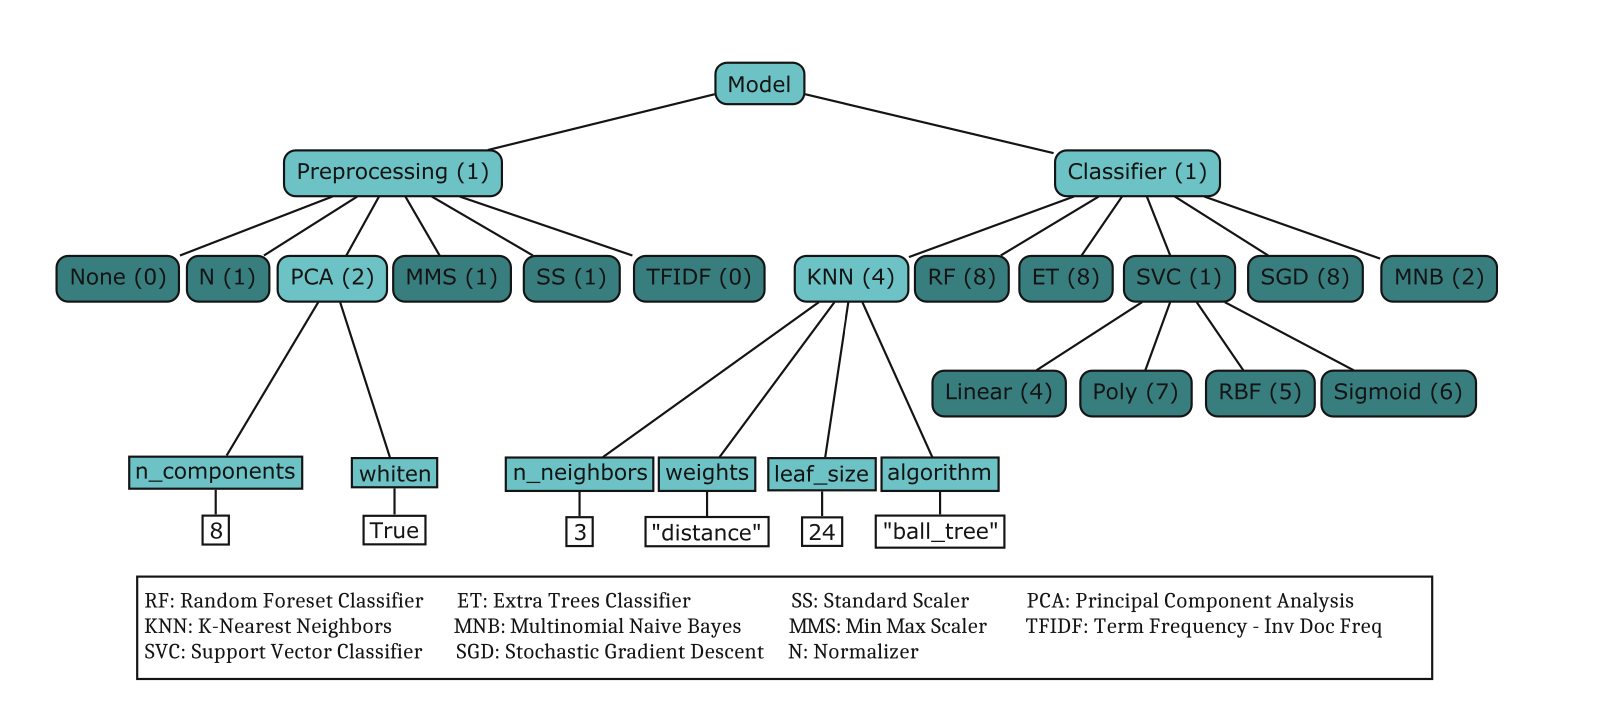 Model
Preprocessing (1)
Classifier (1)
None (0)
N (1)
PCA (2)
MMS (1)
SS (1)
TFIDF (0)
KNN (4)
RF (8)
ET (8)
SVC (1)
SGD (8)
MNB (2)
Linear (4)
Poly (7)
RBF (5)
Sigmoid (6)
n_components
whiten
n_neighbors
weights
leaf_size
algorithm
8
True
3
"distance"
24
"ball_tree"
RF: Random Foreset Classifier ET: Extra Trees Classifier SS: Standard Scaler PCA: Principal Component Analysis
KNN: K-Nearest Neighbors MNB: Multinomial Naive Bayes MMS: Min Max Scaler TFIDF: Term Frequency - Inv Doc Freq
SVC: Support Vector Classifier SGD: Stochastic Gradient Descent N: Normalizer